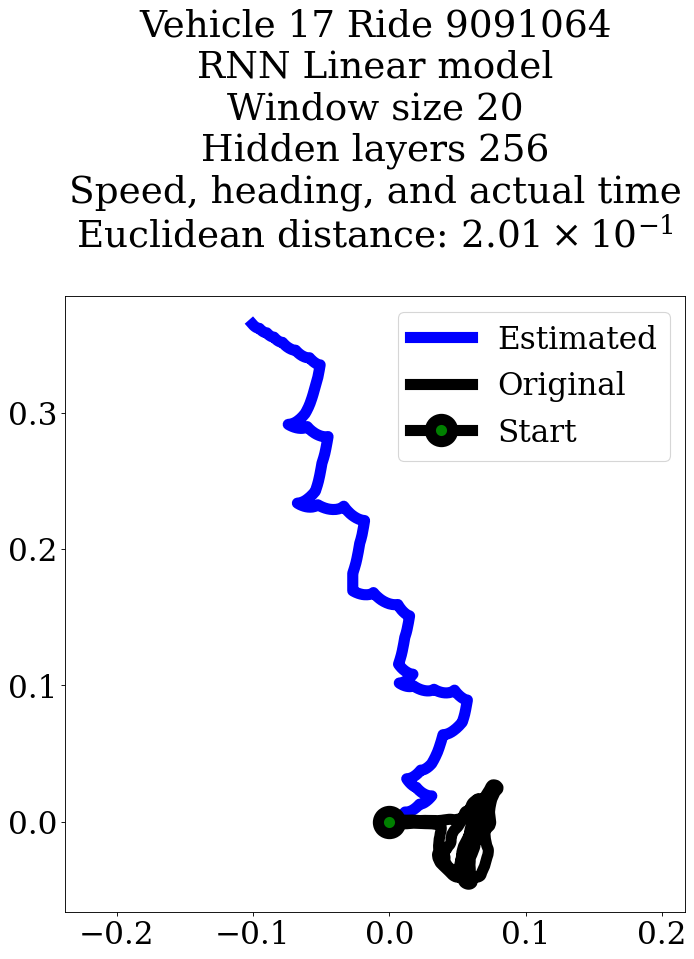 Vehicle 17 Ride 9091064
RNN Linear model
Window size 20
Hidden layers 256
Speed, heading, and actual time
Euclidean distance: 2.01 × 10⁻¹
Estimated
Original
Start
0.3
0.2
0.1
0.0
−0.2
−0.1
0.0
0.1
0.2